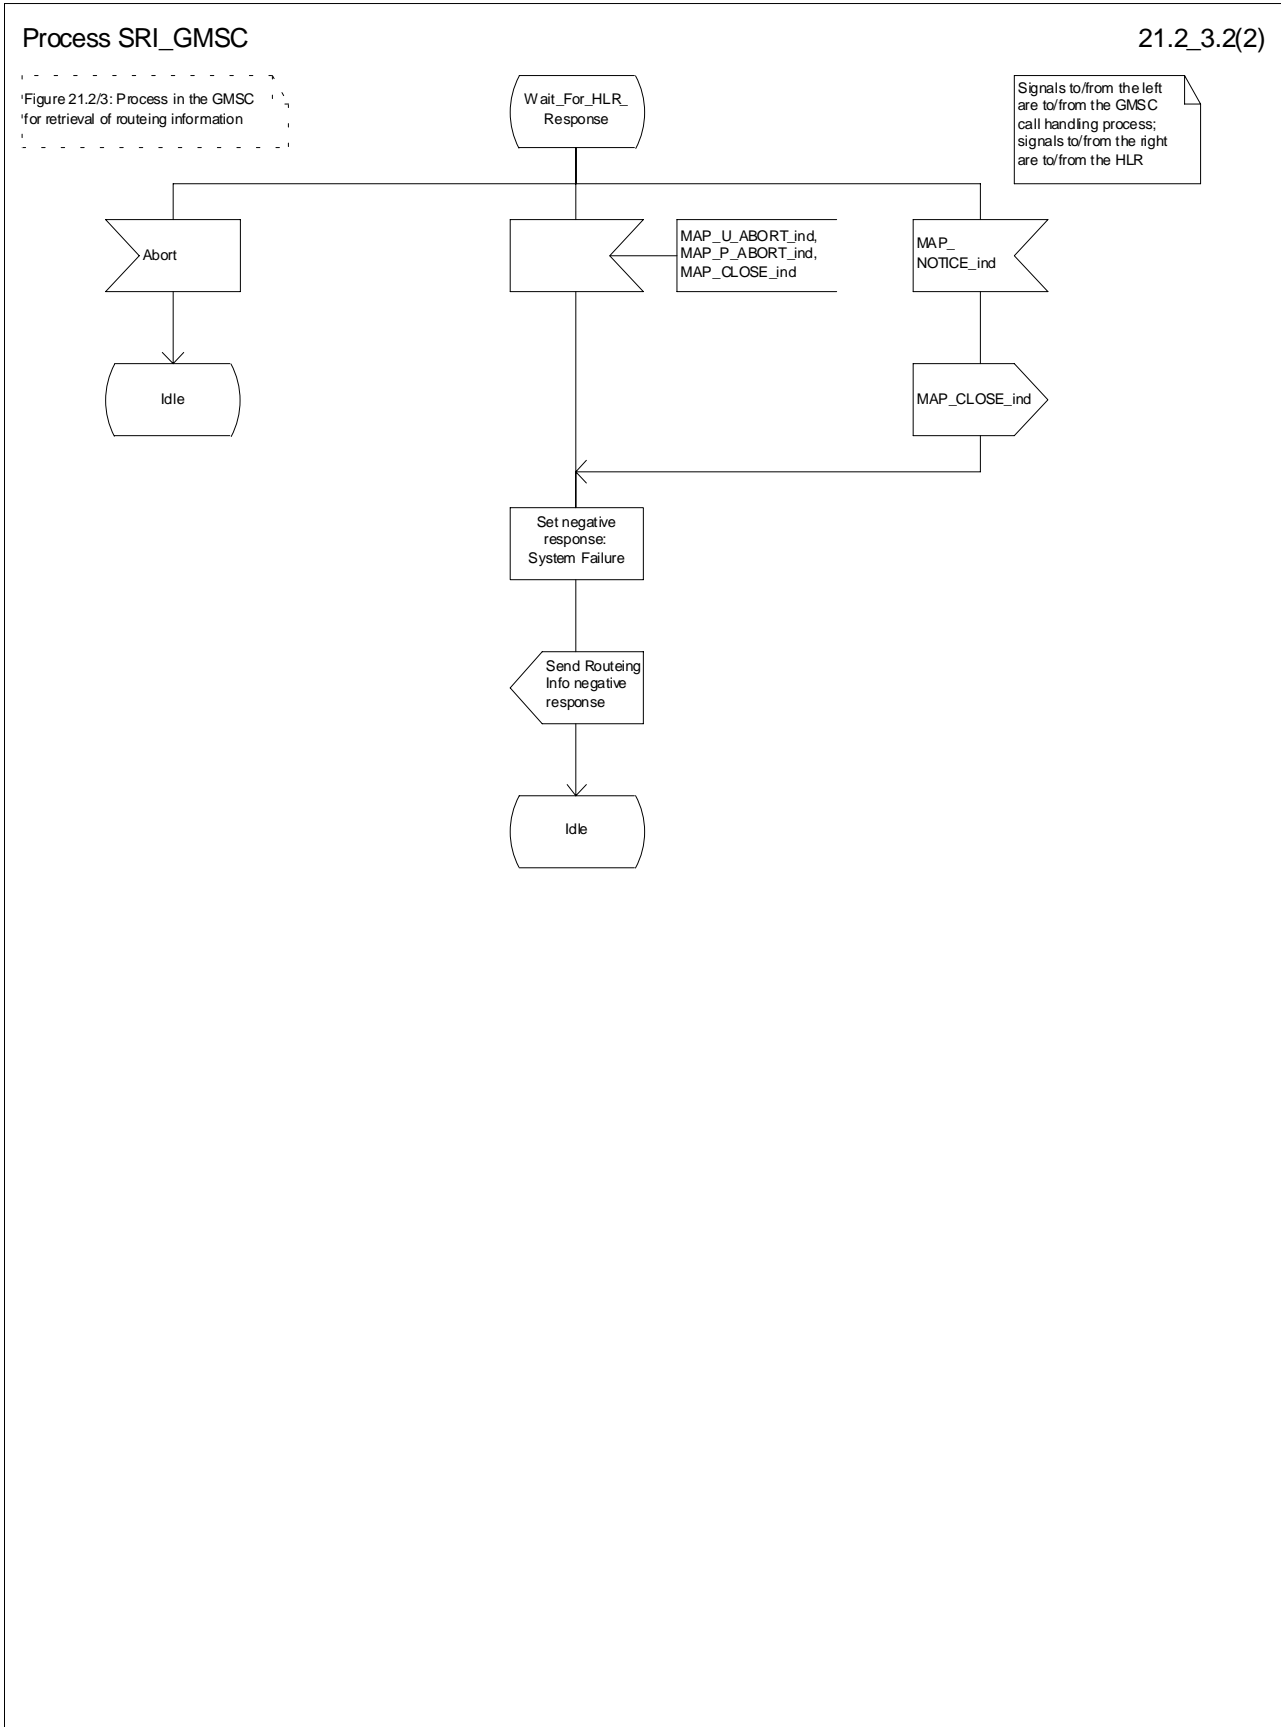 Process SRI_GMSC
21.2_3.2(2)
Figure 21.2/3: Process in the GMSC
for retrieval of routeing information
Wait_For_HLR_
Response
Signals to/from the left
are to/from the GMSC
call handling process;
signals to/from the right
are to/from the HLR
Abort
MAP_U_ABORT_ind,
MAP_P_ABORT_ind,
MAP_CLOSE_ind
MAP_
NOTICE_ind
Idle
MAP_CLOSE_ind
Set negative
response:
System Failure
Send Routeing
Info negative
response
Idle